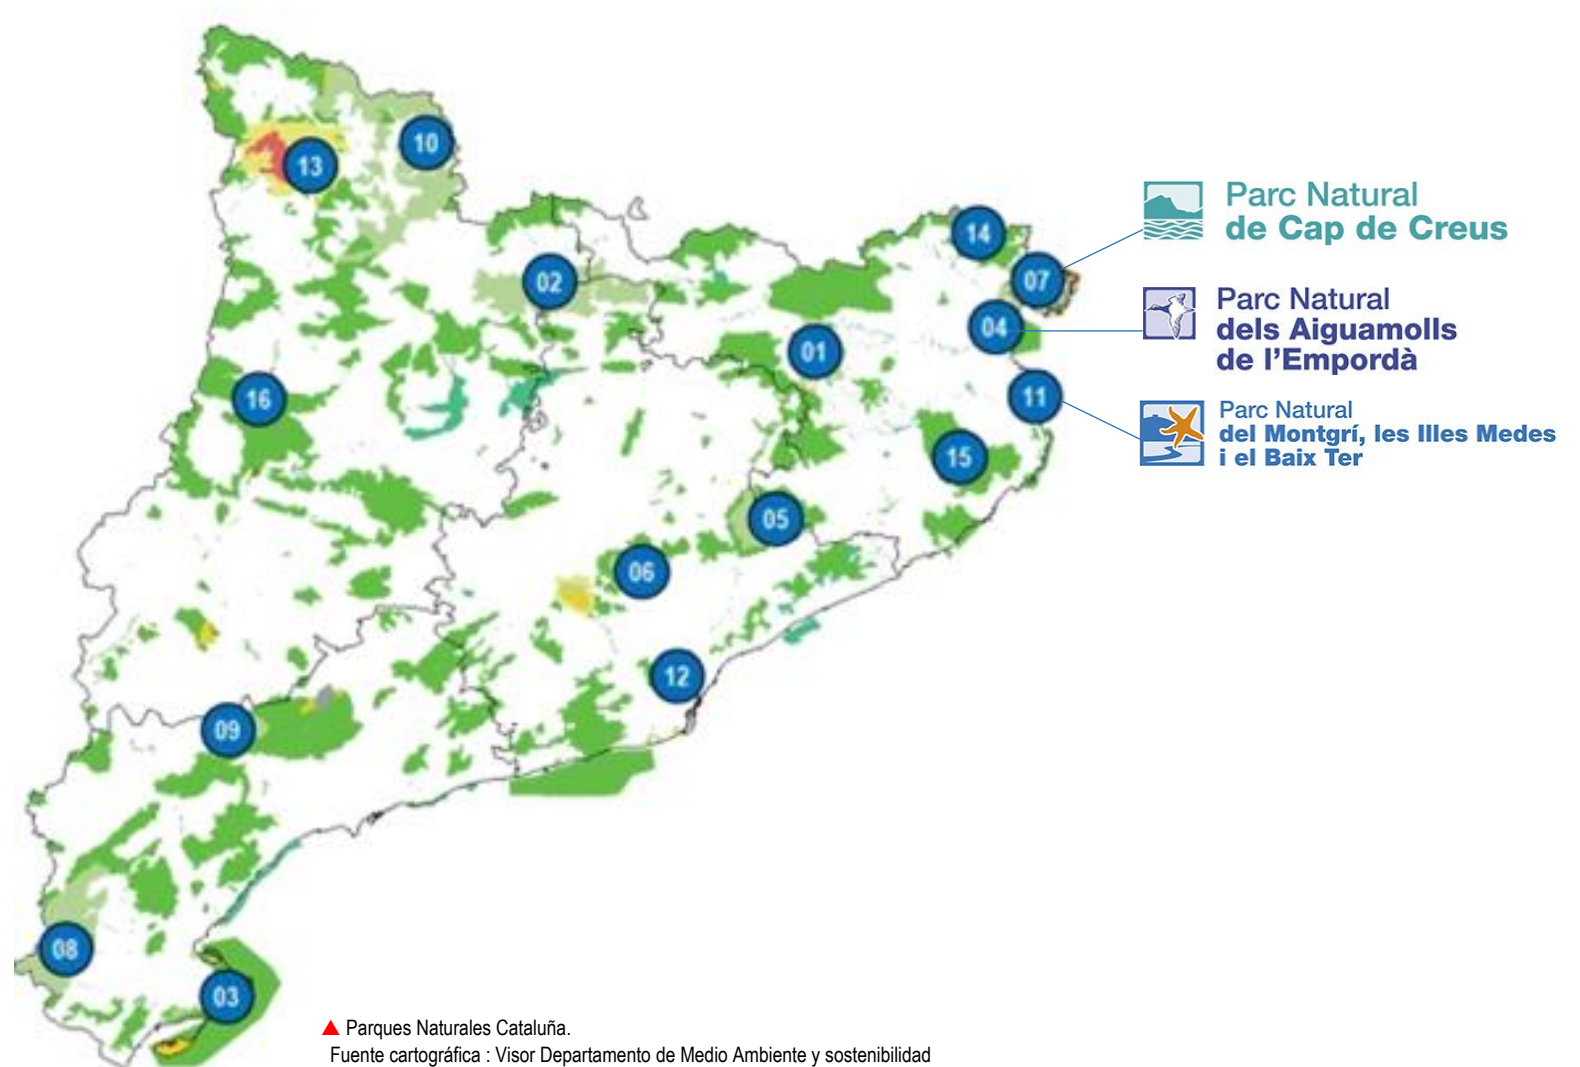 10
13
14
Parc Natural
de Cap de Creus
02
07
Parc Natural
dels Aiguamolls
de l'Empordà
04
01
16
11
Parc Natural
del Montgrí, les Illes Medes
i el Baix Ter
15
05
06
12
09
08
03
Parques Naturales Cataluña.
Fuente cartográfica : Visor Departamento de Medio Ambiente y sostenibilidad